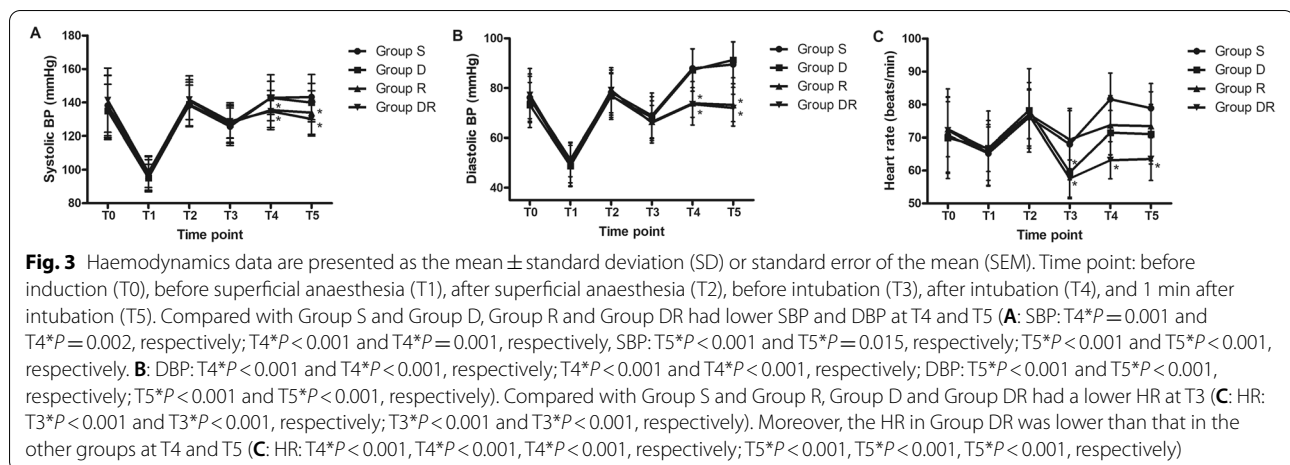 A
Systolic BP (mmHg)
180
160
140
120
100
80
T0 T1 T2 T3 T4 T5
Time point
* * * *
Group S
Group D
Group R
Group DR
B
Diastolic BP (mmHg)
100
80
60
40
T0 T1 T2 T3 T4 T5
Time point
* * * *
C
Heart rate (beats/min)
100
90
80
70
60
50
T0 T1 T2 T3 T4 T5
Time point
* * * *
Group S
Group D
Group R
Group DR
Group S
Group D
Group R
Group DR
Fig. 3 Haemodynamics data are presented as the mean ± standard deviation (SD) or standard error of the mean (SEM). Time point: before
induction (T0), before superficial anaesthesia (T1), after superficial anaesthesia (T2), before intubation (T3), after intubation (T4), and 1 min after
intubation (T5). Compared with Group S and Group D, Group R and Group DR had lower SBP and DBP at T4 and T5 (A: SBP: T4*P = 0.001 and
T4*P = 0.002, respectively; T4*P < 0.001 and T4*P = 0.001, respectively, SBP: T5*P < 0.001 and T5*P = 0.015, respectively; T5*P < 0.001 and T5*P < 0.001,
respectively. B: DBP: T4*P < 0.001 and T4*P < 0.001, respectively; T4*P < 0.001 and T4*P < 0.001, respectively; DBP: T5*P < 0.001 and T5*P < 0.001,
respectively; T5*P < 0.001 and T5*P < 0.001, respectively). Compared with Group S and Group R, Group D and Group DR had a lower HR at T3 (C: HR:
T3*P < 0.001 and T3*P < 0.001, respectively; T3*P < 0.001 and T3*P < 0.001, respectively). Moreover, the HR in Group DR was lower than that in the
other groups at T4 and T5 (C: HR: T4*P < 0.001, T4*P < 0.001, T4*P < 0.001, respectively; T5*P < 0.001, T5*P < 0.001, T5*P < 0.001, respectively)